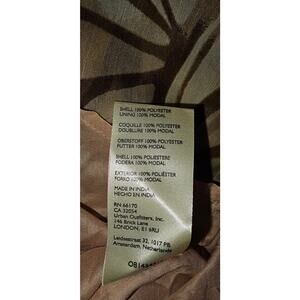 SHELL 100% POLYESTER
LINING 100% MODAL
COQUILLE 100% POLYESTER
DOUBLURE 100% MODAL
OBERSTOFF 100% POLYESTER
FUTTER 100% MODAL
SHELL 100% POLIESTERE
FODERA 100% MODAL
EXTERIOR 100% POLIÉSTER
FORRO 100% MODAL
MADE IN INDIA
HECHO EN INDIA
RN 66170
CA 32054
Urban Outfitters, Inc.
146 Brick Lane
LONDON, E1 6RU
Leidsestraat 32, 1017 PB
Amsterdam, Netherlands